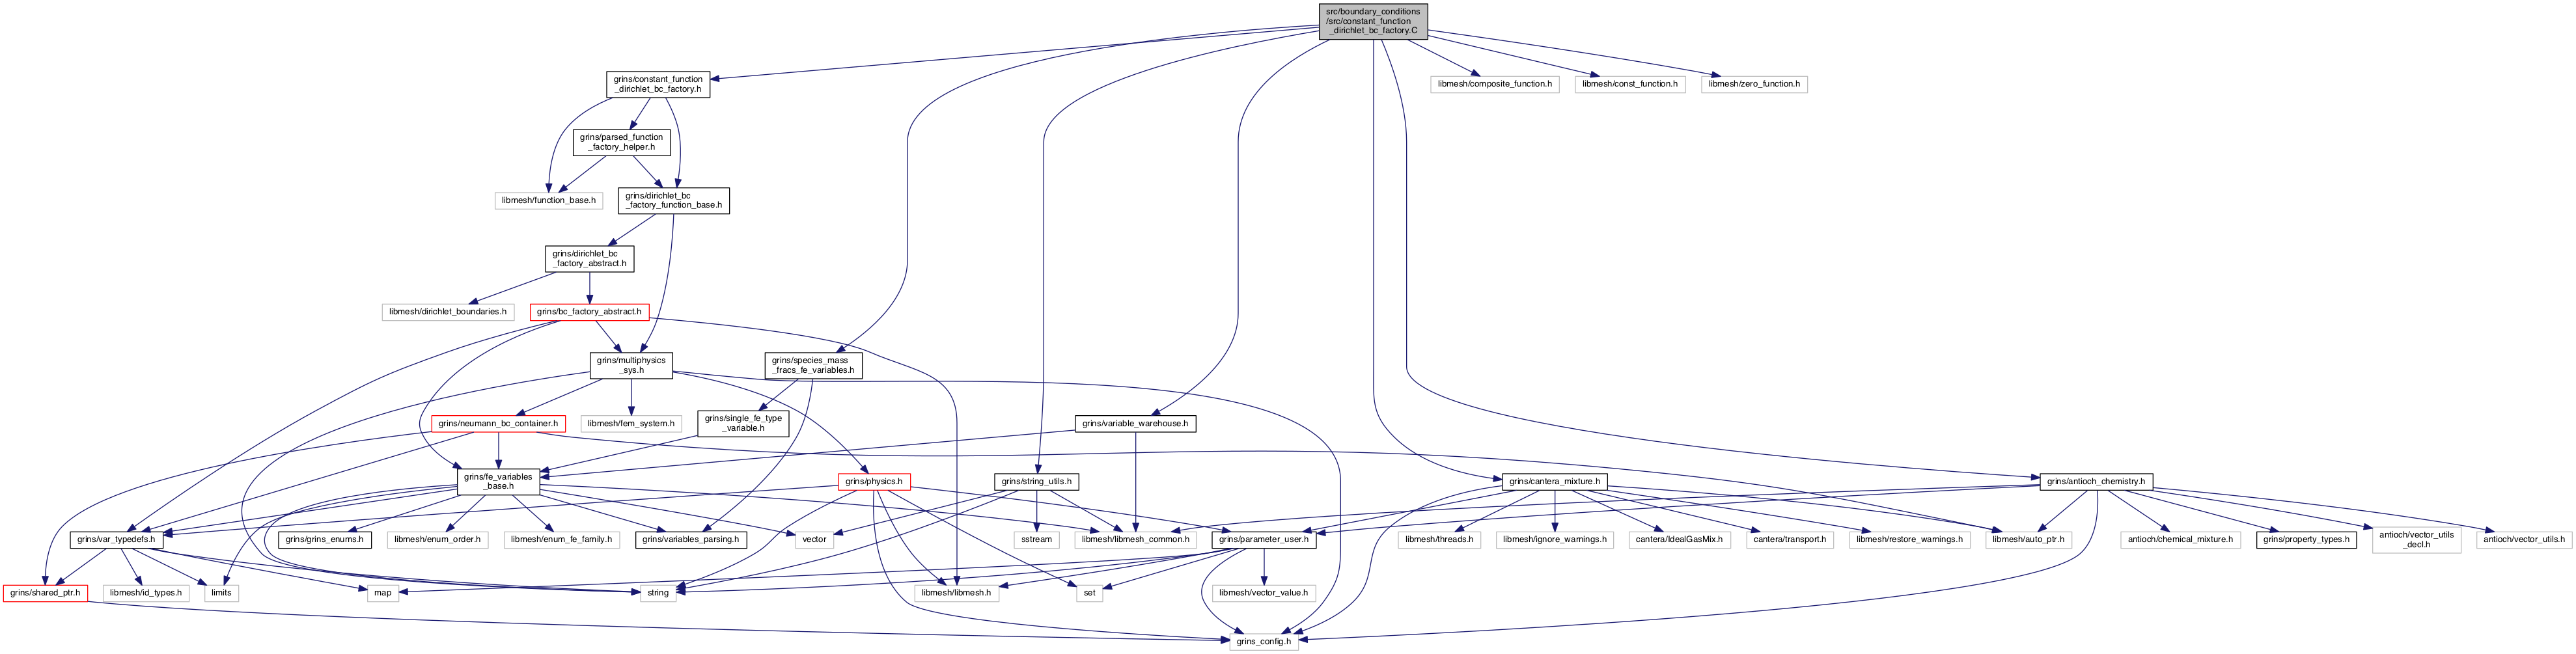 src/boundary_conditions
/src/constant_function
_dirichlet_bc_factory.C
grins/constant_function
_dirichlet_bc_factory.h
libmesh/composite_function.h
libmesh/const_function.h
libmesh/zero_function.h
grins/parsed_function
_factory_helper.h
libmesh/function_base.h
grins/dirichlet_bc
_factory_function_base.h
grins/dirichlet_bc
_factory_abstract.h
libmesh/dirichlet_boundaries.h
grins/bc_factory_abstract.h
grins/multiphysics
_sys.h
grins/species_mass
_fracs_fe_variables.h
grins/neumann_bc_container.h
libmesh/fem_system.h
grins/single_fe_type
_variable.h
grins/variable_warehouse.h
grins/fe_variables
_base.h
grins/physics.h
grins/string_utils.h
grins/cantera_mixture.h
grins/antioch_chemistry.h
grins/var_typedefs.h
grins/grins_enums.h
libmesh/enum_order.h
libmesh/enum_fe_family.h
grins/variables_parsing.h
vector
sstream
libmesh/libmesh_common.h
grins/parameter_user.h
libmesh/threads.h
libmesh/ignore_warnings.h
cantera/IdealGasMix.h
cantera/transport.h
libmesh/restore_warnings.h
libmesh/auto_ptr.h
antioch/chemical_mixture.h
grins/property_types.h
antioch/vector_utils
_decl.h
antioch/vector_utils.h
grins/shared_ptr.h
libmesh/id_types.h
limits
map
string
libmesh/libmesh.h
set
libmesh/vector_value.h
grins_config.h